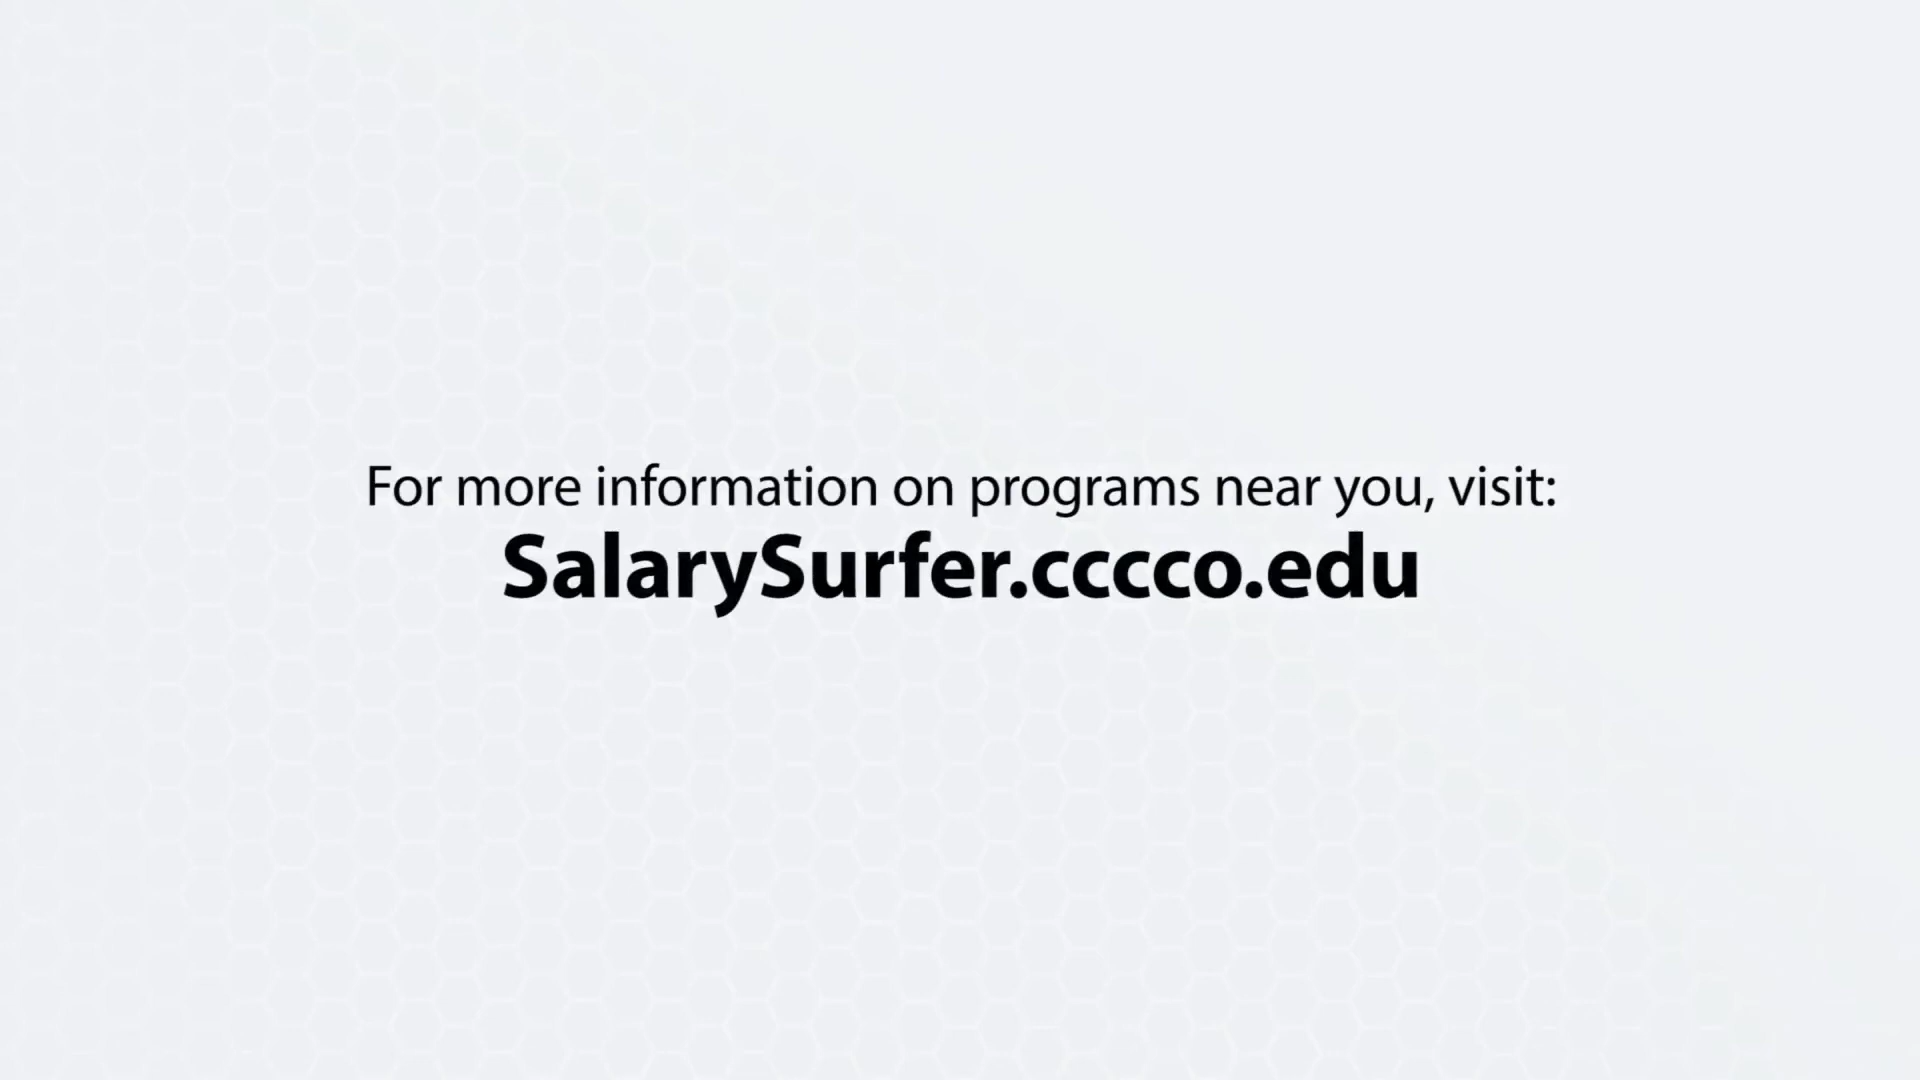 For more information on programs near you, visit:
SalarySurfer.cccco.edu